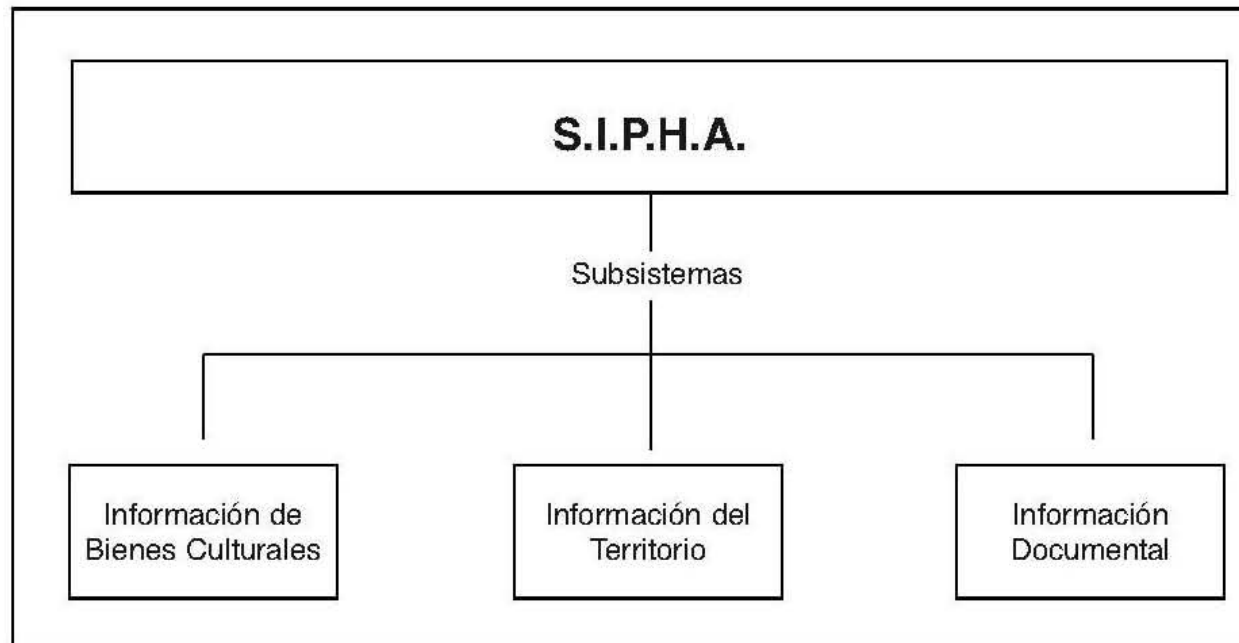 S.I.P.H.A.
Subsistemas
Información de
Bienes Culturales
Información del
Territorio
Información
Documental